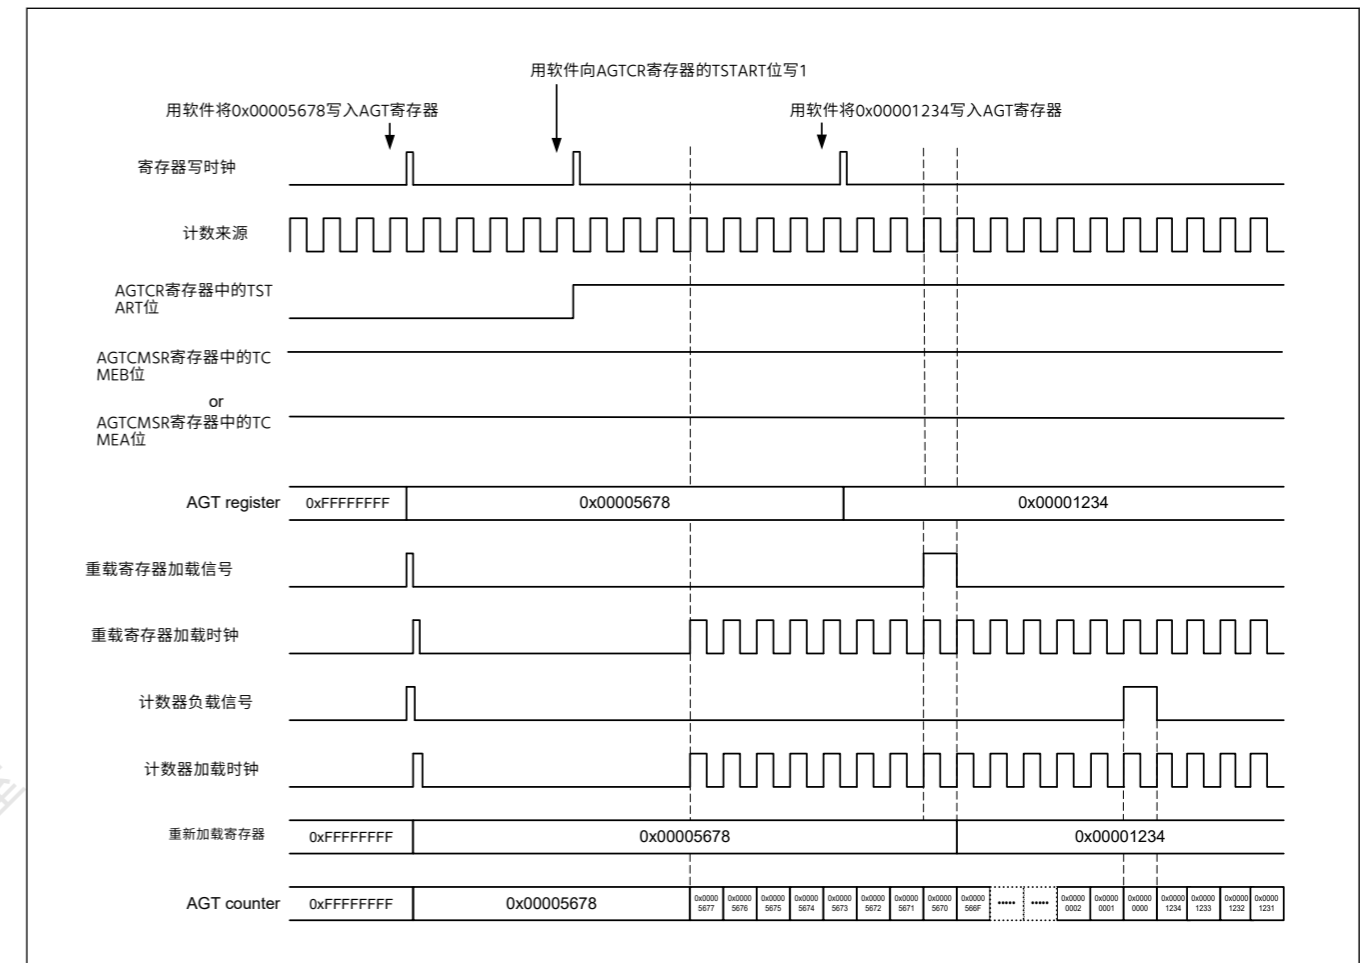 用软件向AGTCR寄存器的TSTART位写1
用软件将0x00005678写入AGT寄存器
用软件将0x00001234写入AGT寄存器
寄存器写时钟
计数来源
AGTCR寄存器中的TST
ART位
AGTCMSR寄存器中的TC
MEB位
or
AGTCMSR寄存器中的TC
MEA位
AGT register 0xFFFFFFFF 0x00005678 0x00001234
重载寄存器加载信号
重载寄存器加载时钟
计数器负载信号
计数器加载时钟
重新加载寄存器 0xFFFFFFFF 0x00005678 0x00001234
AGT counter 0xFFFFFFFF 0x00005678
0x0000 0x0000 0x0000 0x0000 0x0000 0x0000 0x0000 0x0000 0x0000 ····· ····· 0x0000 0x0000 0x0000 0x0000 0x0000 0x0000 0x0000
5677 5676 5675 5674 5673 5672 5671 5670 566F 0002 0001 0000 1234 1233 1232 1231